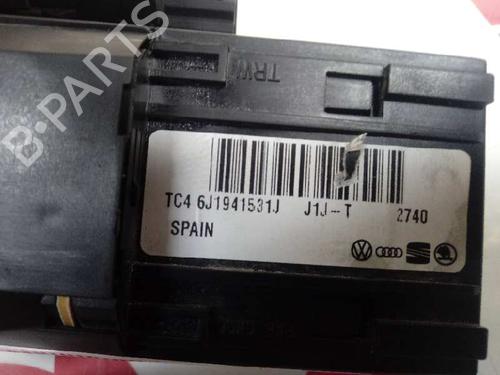 TRW
B-PARTS
TC4 6J1941531J J1J--T 2740
SPAIN